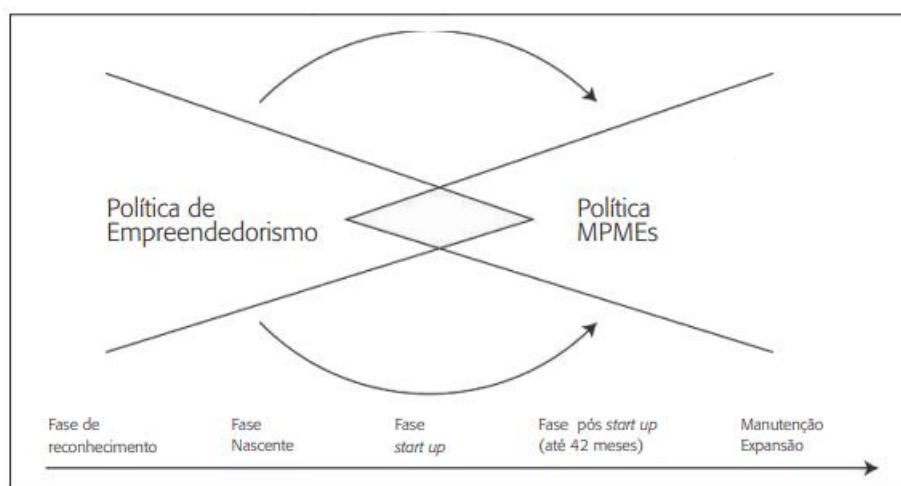 Política de
Empreendedorismo
Política
MPMEs
Fase de
reconhecimento
Fase
Nascente
Fase
start up
Fase pós start up
(até 42 meses)
Manutenção
Expansão